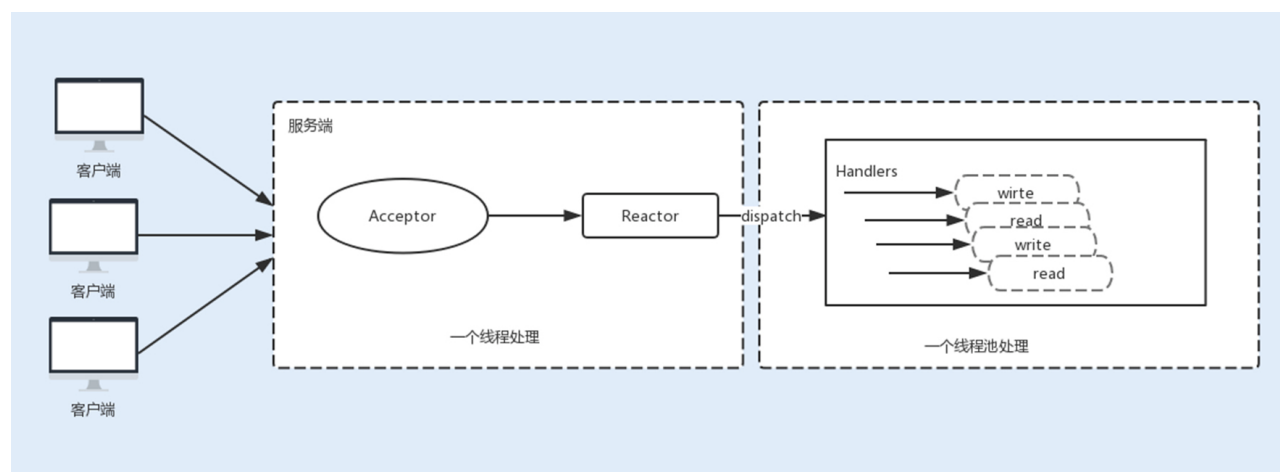 客户端
客户端
客户端
服务端
Acceptor
Reactor
一个线程处理
dispatch
Handlers
wirte
read
write
read
一个线程池处理